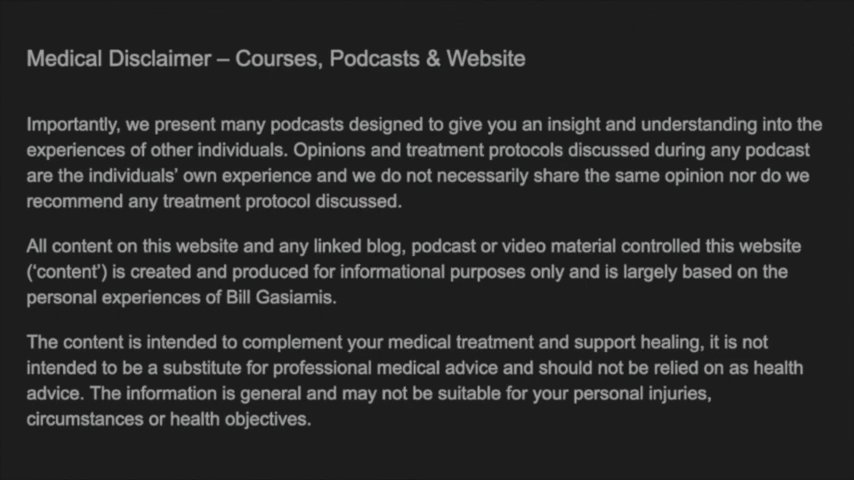 Medical Disclaimer – Courses, Podcasts & Website
Importantly, we present many podcasts designed to give you an insight and understanding into the
experiences of other individuals. Opinions and treatment protocols discussed during any podcast
are the individuals’ own experience and we do not necessarily share the same opinion nor do we
recommend any treatment protocol discussed.
All content on this website and any linked blog, podcast or video material controlled this website
(‘content’) is created and produced for informational purposes only and is largely based on the
personal experiences of Bill Gasiamis.
The content is intended to complement your medical treatment and support healing, it is not
intended to be a substitute for professional medical advice and should not be relied on as health
advice. The information is general and may not be suitable for your personal injuries,
circumstances or health objectives.